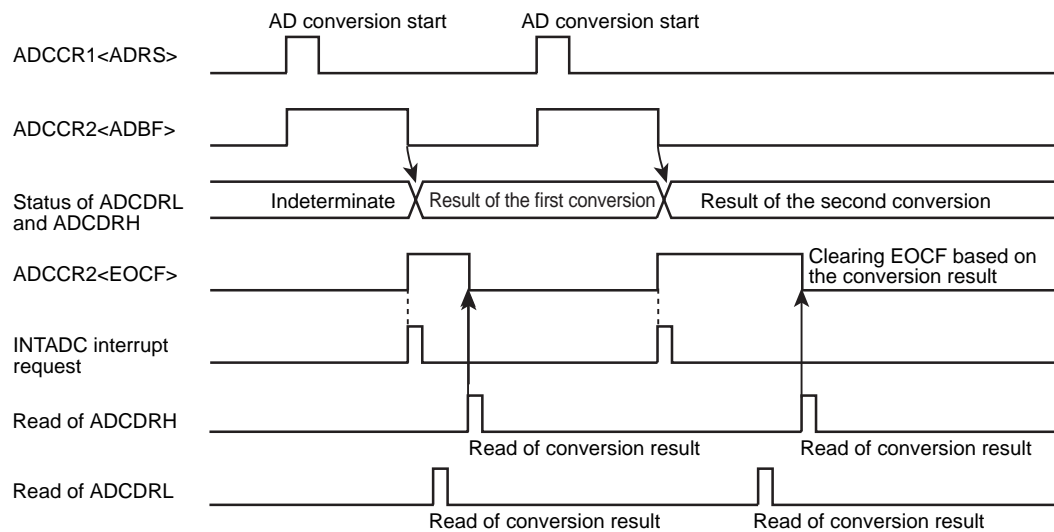 AD conversion start AD conversion start
ADCCR1<ADRS>
ADCCR2<ADBF>
Status of ADCDRL
and ADCDRH
Indeterminate Result of the first conversion Result of the second conversion
ADCCR2<EOCF>
Clearing EOCF based on
the conversion result
INTADC interrupt
request
Read of ADCDRH
Read of conversion result Read of conversion result
Read of ADCDRL
Read of conversion result Read of conversion result